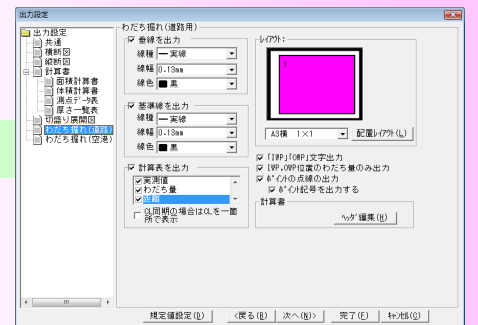 出力設定
出力設定
共通
横断図
縦断図
計算書
面積計算書
体積計算書
測点ﾃﾞｰﾀ表
厚さ一覧表
切盛り展開図
わだち掘れ(道路)
わだち掘れ(空港)
わだち掘れ(道路用)
垂線を出力
線種 実線
線幅 0.13mm
線色 黒
基準線を出力
線種 実線
線幅 0.13mm
線色 黒
計算表を出力
実測値
わだち量
距離
CL同期の場合はCLを一箇所で表示
ﾚｲｱｳﾄ:
1
A3横 1×1
配置ﾚｲｱｳﾄ(L)
「IWP」「OWP」文字出力
IWP,OWP位置のわだち量のみ出力
ﾎﾟｲﾝﾄの点線の出力
ﾎﾟｲﾝﾄ記号を出力する
計算書
ﾍｯﾀﾞ編集(H)
規定値設定(D)
<戻る(B)
次へ(N)>
完了(F)
ｷｬﾝｾﾙ(C)